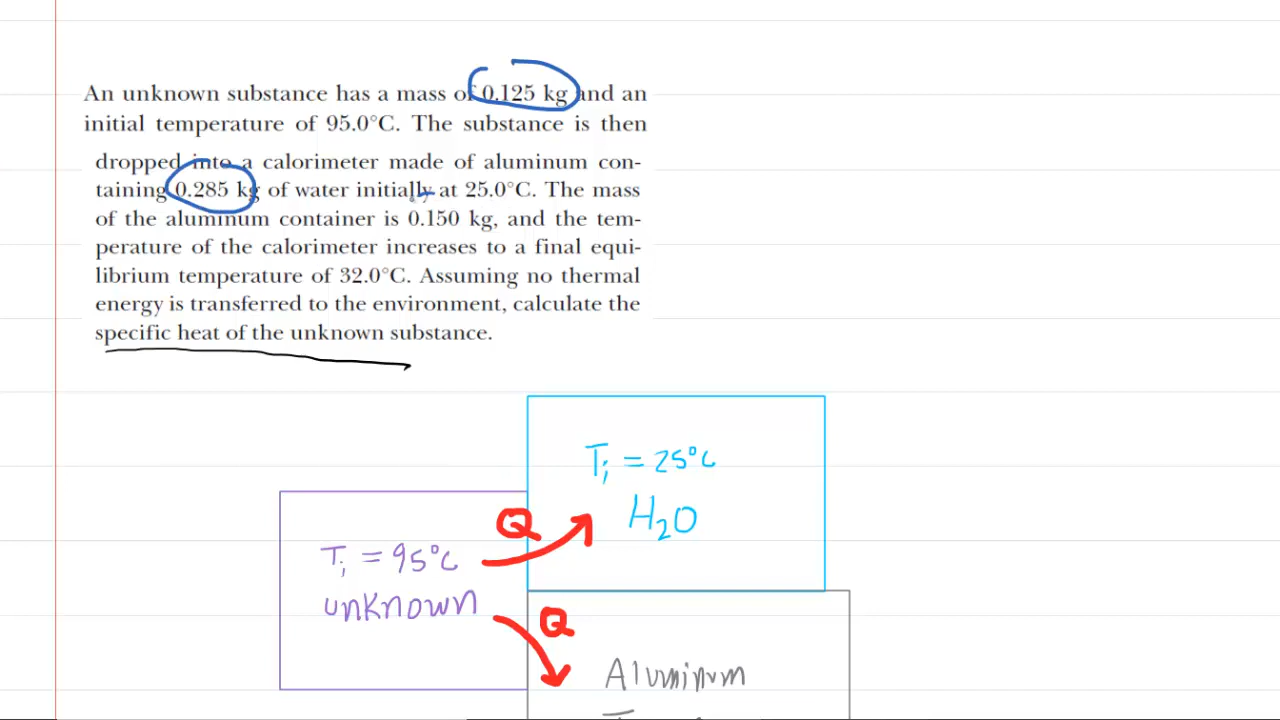 An unknown substance has a mass of 0.125 kg and an
initial temperature of 95.0°C. The substance is then
dropped into a calorimeter made of aluminum con-
taining 0.285 kg of water initially at 25.0°C. The mass
of the aluminum container is 0.150 kg, and the tem-
perature of the calorimeter increases to a final equi-
librium temperature of 32.0°C. Assuming no thermal
energy is transferred to the environment, calculate the
specific heat of the unknown substance.
Ti = 25°C
H₂O
Q
Ti = 95°C
unknown
Q
Aluminum